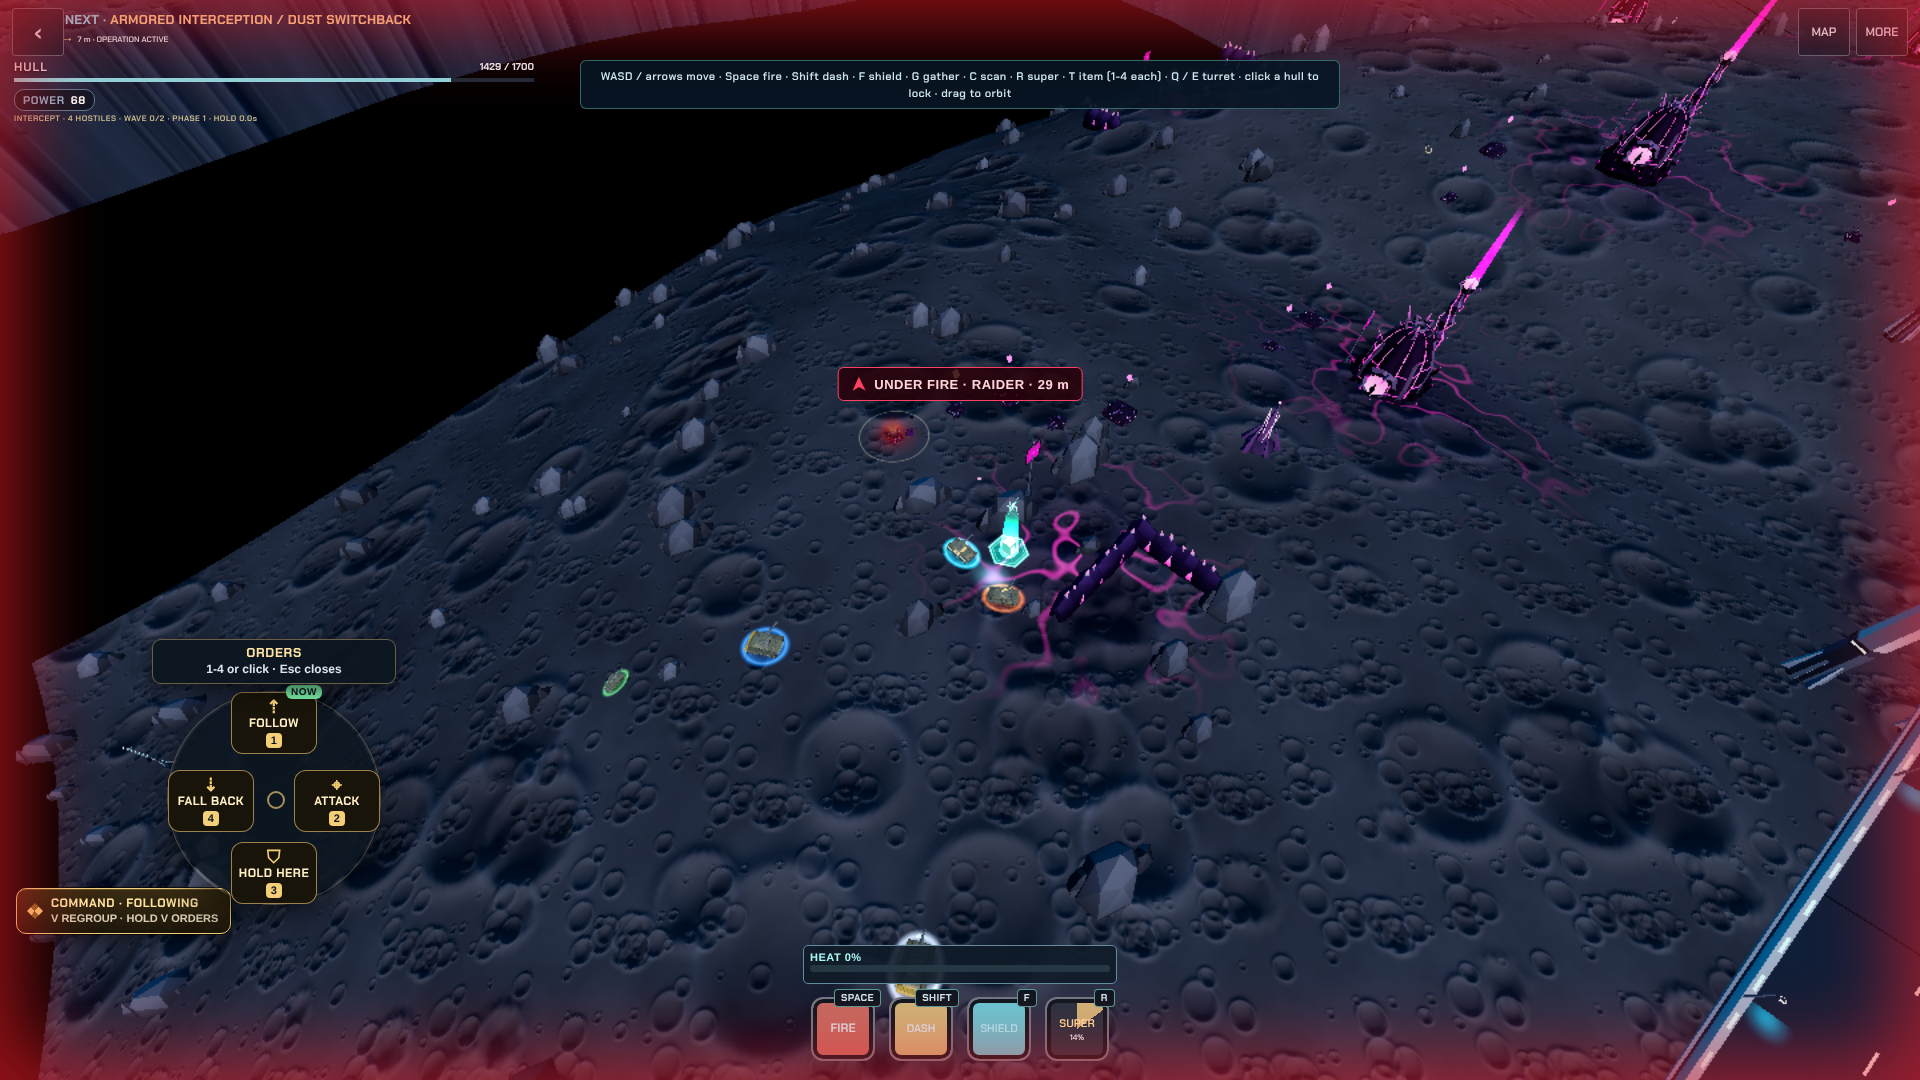 ‹
NEXT · ARMORED INTERCEPTION / DUST SWITCHBACK
→ 7 m · OPERATION ACTIVE
HULL 1429 / 1700
POWER 68
INTERCEPT · 4 HOSTILES · WAVE 0/2 · PHASE 1 · HOLD 0.0s
WASD / arrows move · Space fire · Shift dash · F shield · G gather · C scan · R super · T item (1-4 each) · Q / E turret · click a hull to
lock · drag to orbit
MAP
MORE
UNDER FIRE · RAIDER · 29 m
ORDERS
1-4 or click · Esc closes
NOW
FOLLOW
1
FALL BACK
4
ATTACK
2
HOLD HERE
3
COMMAND · FOLLOWING
V REGROUP · HOLD V ORDERS
HEAT 0%
SPACE
FIRE
SHIFT
DASH
F
SHIELD
R
SUPER
14%